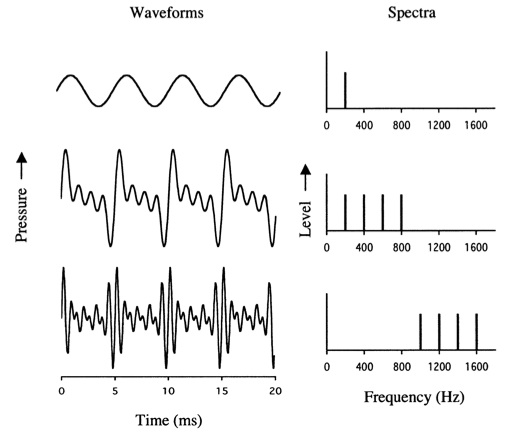 Waveforms
Spectra
0 400 800 1200 1600
Pressure →
Level →
0 400 800 1200 1600
0 400 800 1200 1600
0 5 10 15 20
Time (ms)
Frequency (Hz)